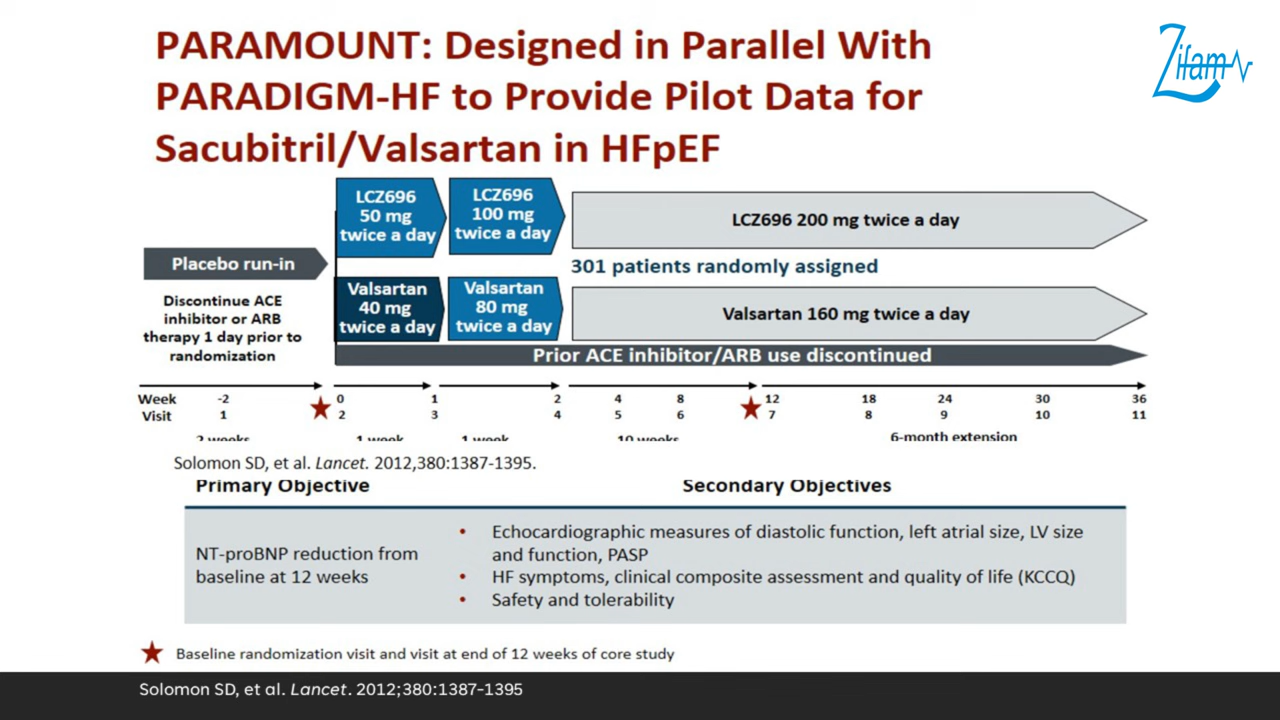 PARAMOUNT: Designed in Parallel With
PARADIGM-HF to Provide Pilot Data for
Sacubitril/Valsartan in HFpEF
Zifam
LCZ696
50 mg
twice a day
LCZ696
100 mg
twice a day
LCZ696 200 mg twice a day
Placebo run-in
301 patients randomly assigned
Discontinue ACE
inhibitor or ARB
therapy 1 day prior to
randomization
Valsartan
40 mg
twice a day
Valsartan
80 mg
twice a day
Valsartan 160 mg twice a day
Prior ACE inhibitor/ARB use discontinued
Week -2 0 1 2 4 8 12 18 24 30 36
Visit 1 2 3 4 5 6 7 8 9 10 11
2 weeks 1 week 1 week 10 weeks 6-month extension
Solomon SD, et al. Lancet. 2012,380:1387-1395.
Primary Objective Secondary Objectives
NT-proBNP reduction from
baseline at 12 weeks
• Echocardiographic measures of diastolic function, left atrial size, LV size
and function, PASP
• HF symptoms, clinical composite assessment and quality of life (KCCQ)
• Safety and tolerability
Baseline randomization visit and visit at end of 12 weeks of core study
Solomon SD, et al. Lancet. 2012;380:1387-1395